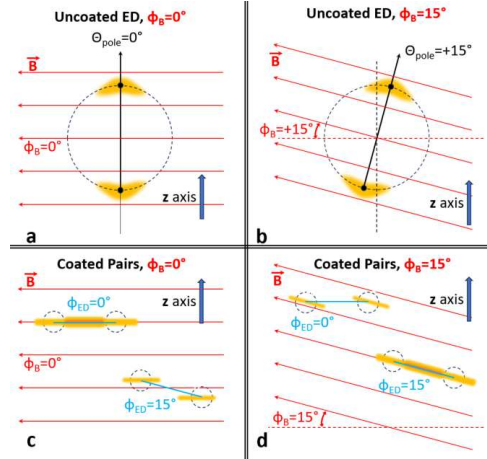 Uncoated ED, ϕB=0°
Θpole=0°
B
ϕB=0°
z axis
a
Uncoated ED, ϕB=15°
Θpole=+15°
B
ϕB=+15°
z axis
b
Coated Pairs, ϕB=0°
B
ϕED=0°
z axis
ϕB=0°
ϕED=15°
c
Coated Pairs, ϕB=15°
B
z axis
ϕED=0°
ϕED=15°
ϕB=15°
d